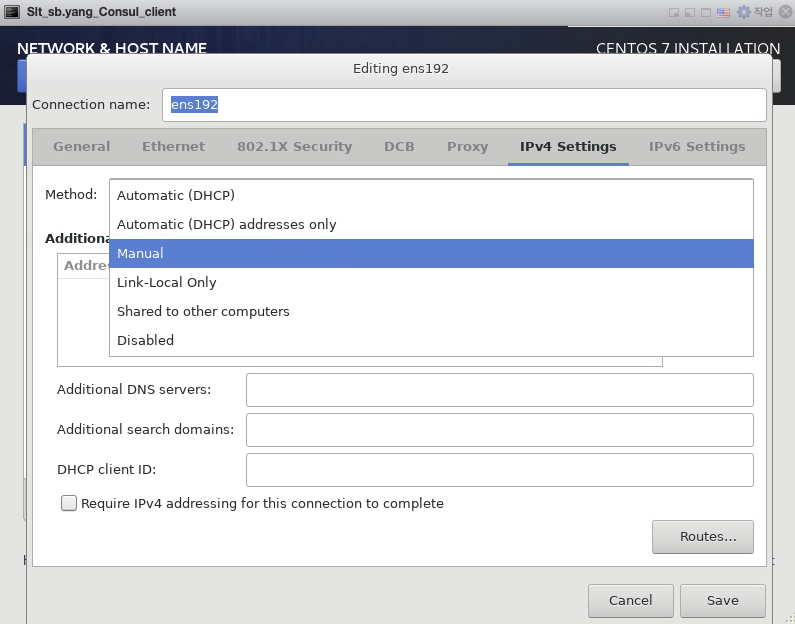 Slt_sb.yang_Consul_client
작업
NETWORK & HOST NAME
CENTOS 7 INSTALLATION
Editing ens192
Connection name: ens192
General Ethernet 802.1X Security DCB Proxy IPv4 Settings IPv6 Settings
Method:
Automatic (DHCP)
Automatic (DHCP) addresses only
Manual
Link-Local Only
Shared to other computers
Disabled
Additional DNS servers:
Additional search domains:
DHCP client ID:
Require IPv4 addressing for this connection to complete
Routes…
Cancel
Save